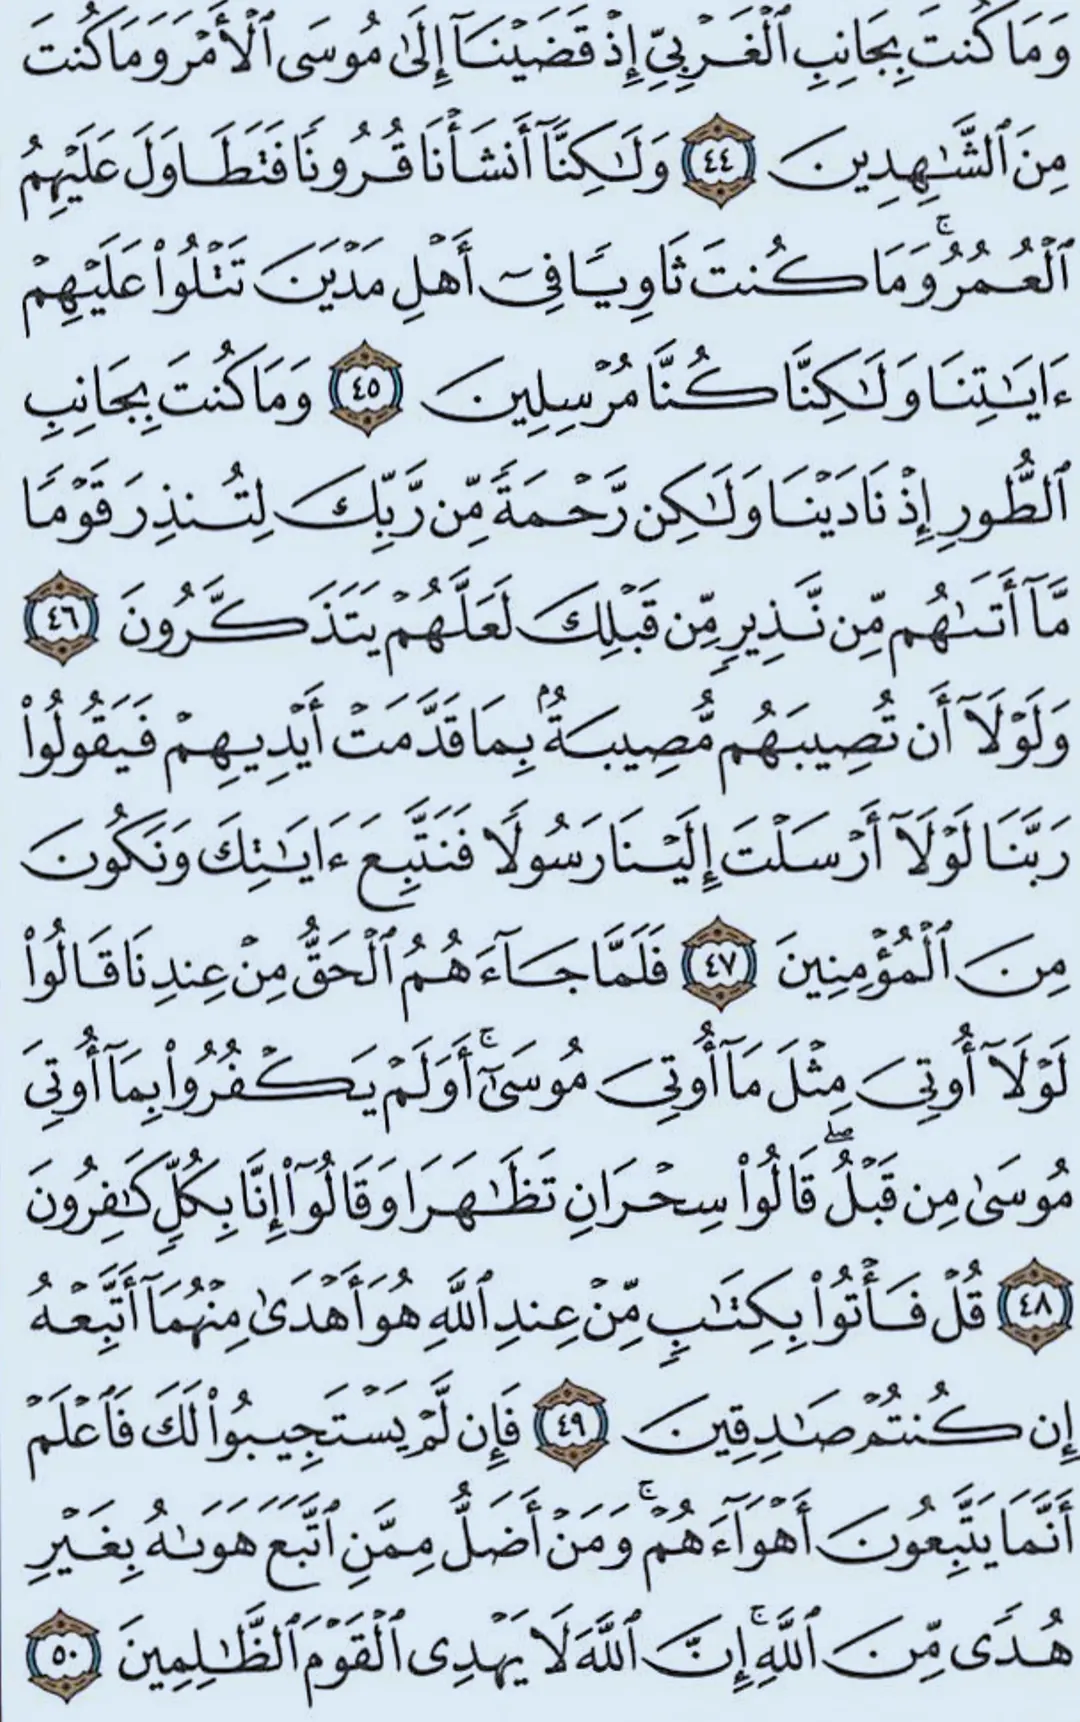 وَمَا كُنتَ بِجَانِبِ ٱلْغَرْبِيِّ إِذْ قَضَيْنَآ إِلَىٰ مُوسَى ٱلْأَمْرَ وَمَا كُنتَ
مِنَ ٱلشَّـٰهِدِينَ ٤٤ وَلَـٰكِنَّآ أَنشَأْنَا قُرُونًا فَتَطَاوَلَ عَلَيْهِمُ
ٱلْعُمُرُ ۚ وَمَا كُنتَ ثَاوِيًا فِىٓ أَهْلِ مَدْيَنَ تَتْلُوا۟ عَلَيْهِمْ
ءَايَـٰتِنَا وَلَـٰكِنَّا كُنَّا مُرْسِلِينَ ٤٥ وَمَا كُنتَ بِجَانِبِ
ٱلطُّورِ إِذْ نَادَيْنَا وَلَـٰكِن رَّحْمَةً مِّن رَّبِّكَ لِتُنذِرَ قَوْمًا
مَّآ أَتَىٰهُم مِّن نَّذِيرٍ مِّن قَبْلِكَ لَعَلَّهُمْ يَتَذَكَّرُونَ ٤٦
وَلَوْلَآ أَن تُصِيبَهُم مُّصِيبَةٌۢ بِمَا قَدَّمَتْ أَيْدِيهِمْ فَيَقُولُوا۟
رَبَّنَا لَوْلَآ أَرْسَلْتَ إِلَيْنَا رَسُولًا فَنَتَّبِعَ ءَايَـٰتِكَ وَنَكُونَ
مِنَ ٱلْمُؤْمِنِينَ ٤٧ فَلَمَّا جَآءَهُمُ ٱلْحَقُّ مِنْ عِندِنَا قَالُوا۟
لَوْلَآ أُوتِىَ مِثْلَ مَآ أُوتِىَ مُوسَىٰٓ ۚ أَوَلَمْ يَكْفُرُوا۟ بِمَآ أُوتِىَ
مُوسَىٰ مِن قَبْلُ ۖ قَالُوا۟ سِحْرَانِ تَظَـٰهَرَا وَقَالُوٓا۟ إِنَّا بِكُلٍّ كَـٰفِرُونَ
٤٨ قُلْ فَأْتُوا۟ بِكِتَـٰبٍ مِّنْ عِندِ ٱللَّهِ هُوَ أَهْدَىٰ مِنْهُمَآ أَتَّبِعْهُ
إِن كُنتُمْ صَـٰدِقِينَ ٤٩ فَإِن لَّمْ يَسْتَجِيبُوا۟ لَكَ فَٱعْلَمْ
أَنَّمَا يَتَّبِعُونَ أَهْوَآءَهُمْ ۚ وَمَنْ أَضَلُّ مِمَّنِ ٱتَّبَعَ هَوَىٰهُ بِغَيْرِ
هُدًى مِّنَ ٱللَّهِ ۚ إِنَّ ٱللَّهَ لَا يَهْدِى ٱلْقَوْمَ ٱلظَّـٰلِمِينَ ٥٠